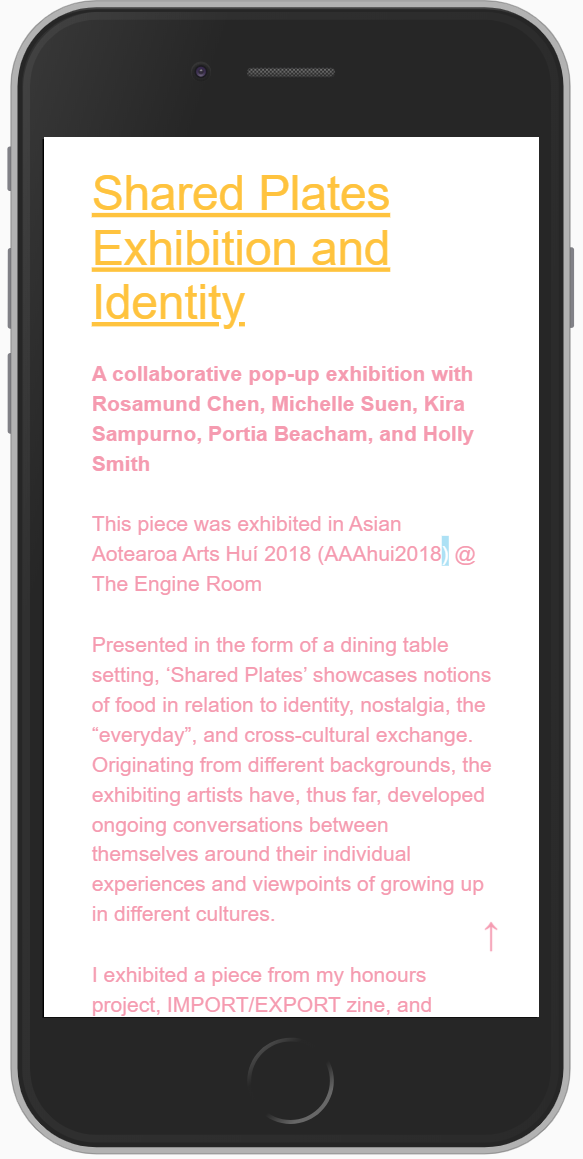 Shared Plates
Exhibition and
Identity
A collaborative pop-up exhibition with
Rosamund Chen, Michelle Suen, Kira
Sampurno, Portia Beacham, and Holly
Smith
This piece was exhibited in Asian
Aotearoa Arts Huí 2018 (AAAhui2018) @
The Engine Room
Presented in the form of a dining table
setting, ‘Shared Plates’ showcases notions
of food in relation to identity, nostalgia, the
“everyday”, and cross-cultural exchange.
Originating from different backgrounds, the
exhibiting artists have, thus far, developed
ongoing conversations between
themselves around their individual
experiences and viewpoints of growing up
in different cultures.
↑
I exhibited a piece from my honours
project, IMPORT/EXPORT zine, and